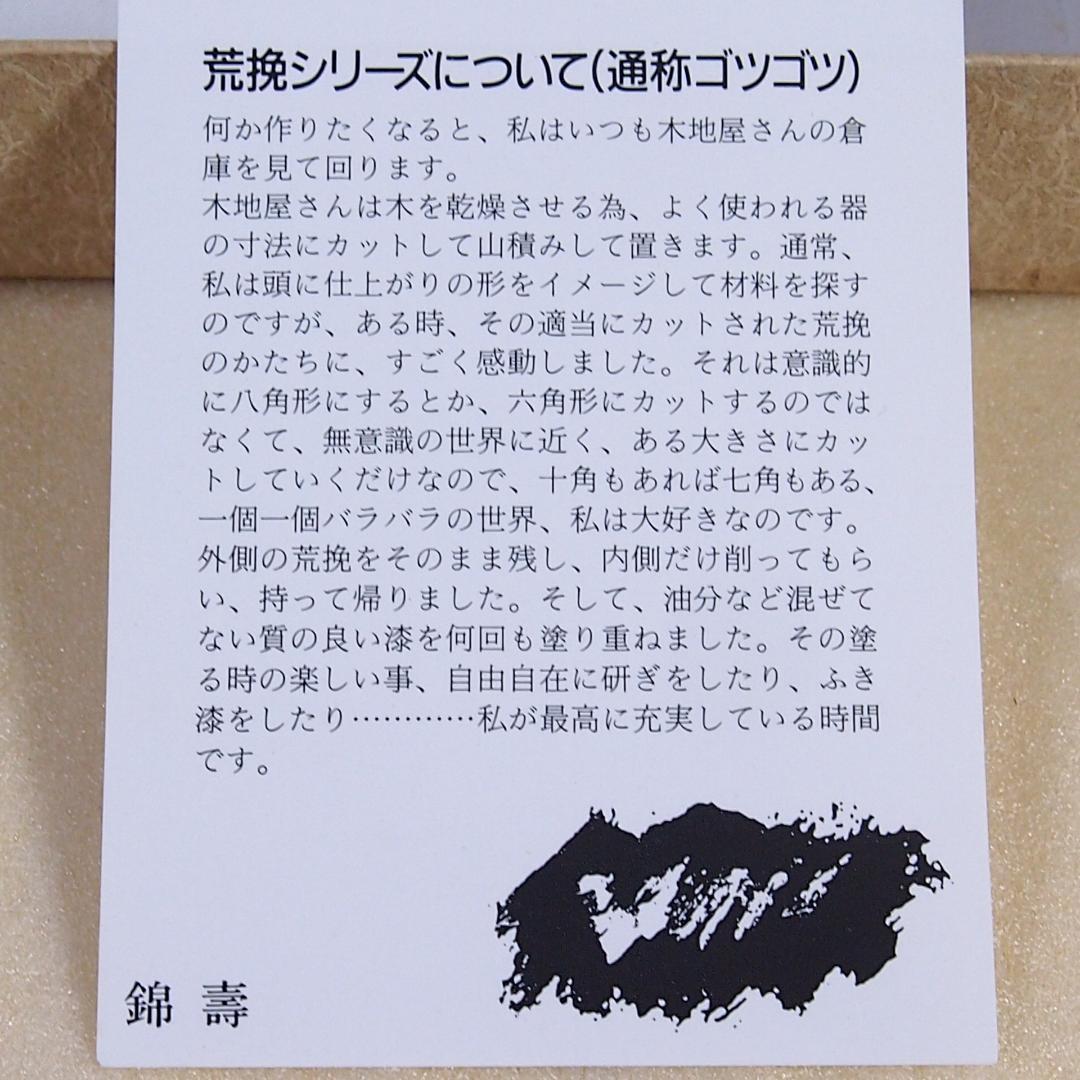 荒挽シリーズについて(通称ゴツゴツ)
何か作りたくなると、私はいつも木地屋さんの倉
庫を見て回ります。
木地屋さんは木を乾燥させる為、よく使われる器
の寸法にカットして山積みして置きます。通常、
私は頭に仕上がりの形をイメージして材料を探す
のですが、ある時、その適当にカットされた荒挽
のかたちに、すごく感動しました。それは意識的
に八角形にするとか、六角形にカットするのでは
なくて、無意識の世界に近く、ある大きさにカッ
トしていくだけなので、十角もあれば七角もある、
一個一個バラバラの世界、私は大好きなのです。
外側の荒挽をそのまま残し、内側だけ削ってもら
い、持って帰りました。そして、油分など混ぜて
ない質の良い漆を何回も塗り重ねました。その塗
る時の楽しい事、自由自在に研ぎをしたり、ふき
漆をしたり…………私が最高に充実している時間
です。
錦 壽